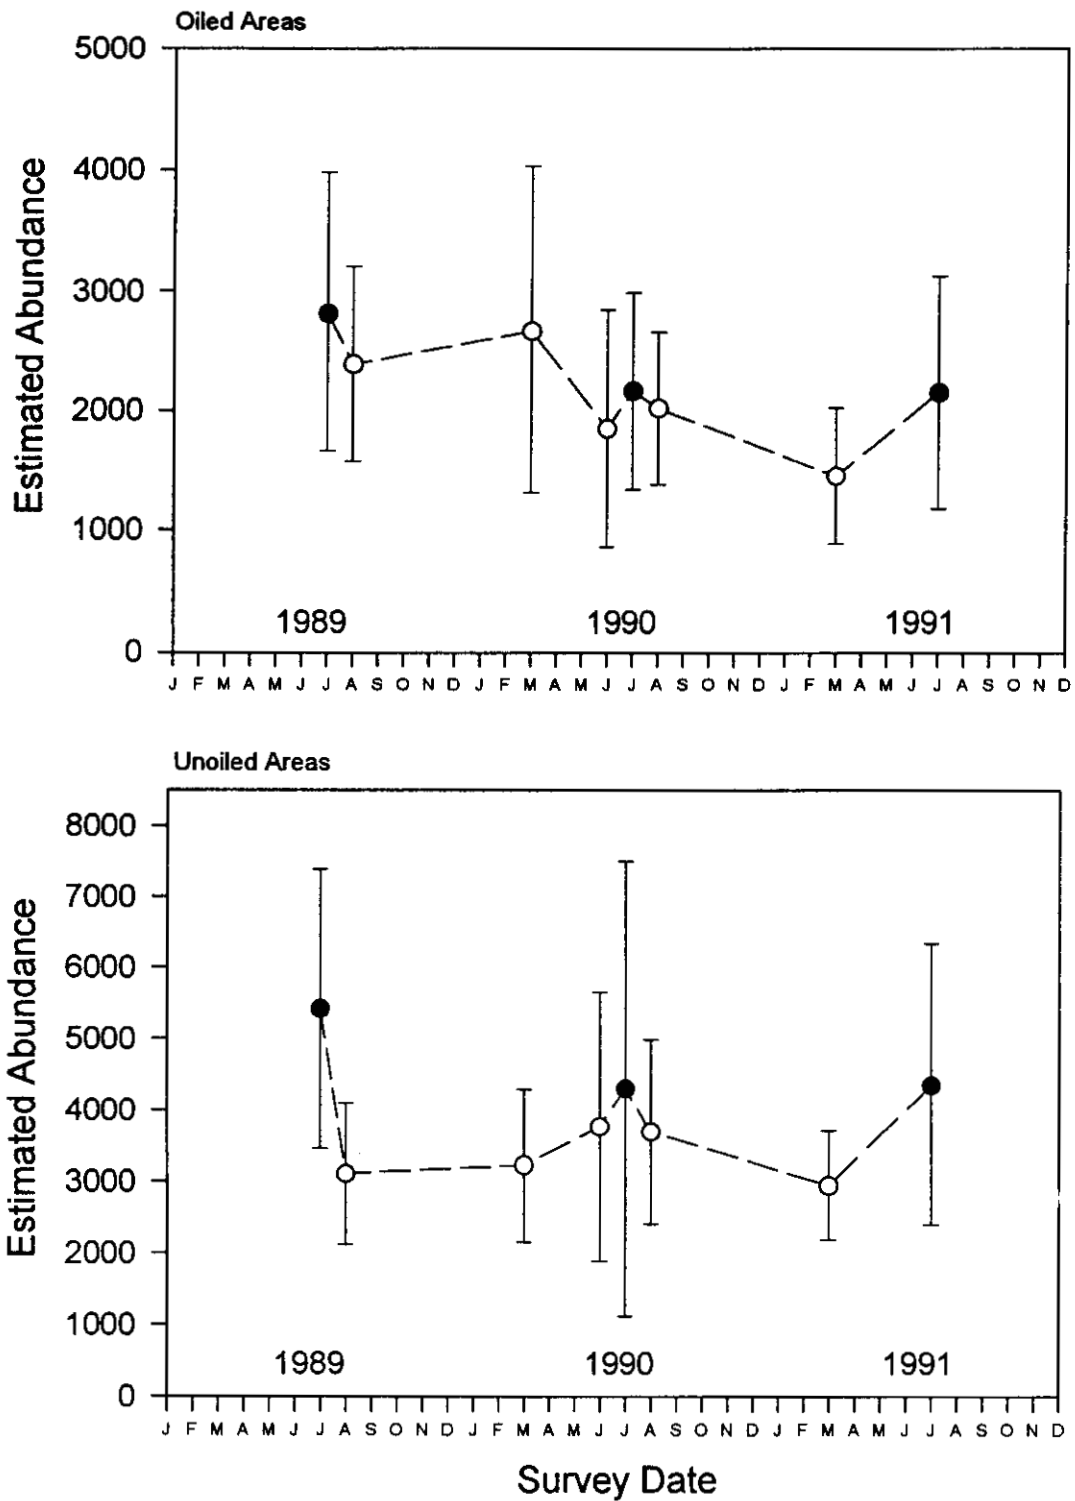 Oiled Areas
5000
4000
3000
2000
1000
0
Estimated Abundance
1989 1990 1991
J F M A M J J A S O N D J F M A M J J A S O N D J F M A M J J A S O N D
Unoiled Areas
8000
7000
6000
5000
4000
3000
2000
1000
0
Estimated Abundance
1989 1990 1991
J F M A M J J A S O N D J F M A M J J A S O N D J F M A M J J A S O N D
Survey Date